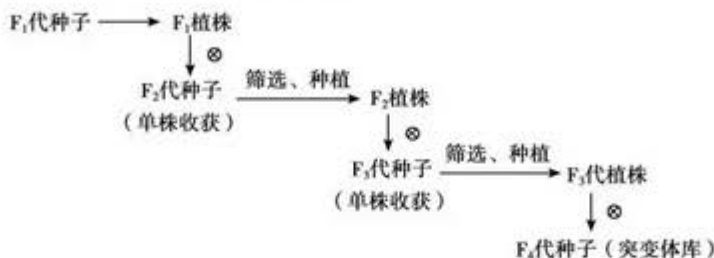 F₁代种子 → F₁植株
⊗
F₂代种子 筛选、种植 F₂植株
(单株收获) ⊗
F₃代种子 筛选、种植 F₃代植株
(单株收获) ⊗
F₄代种子(突变体库)